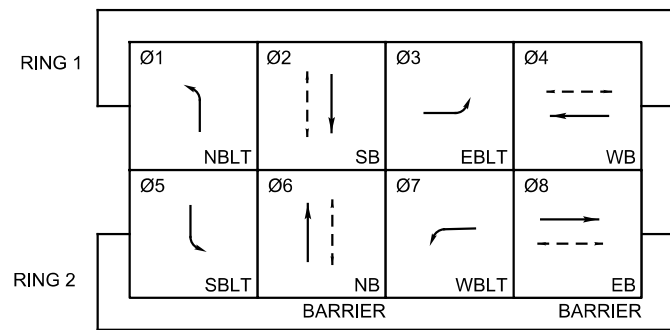 RING 1
Ø1
NBLT
Ø2
SB
Ø3
EBLT
Ø4
WB
RING 2
Ø5
SBLT
Ø6
NB
Ø7
WBLT
Ø8
EB
BARRIER
BARRIER